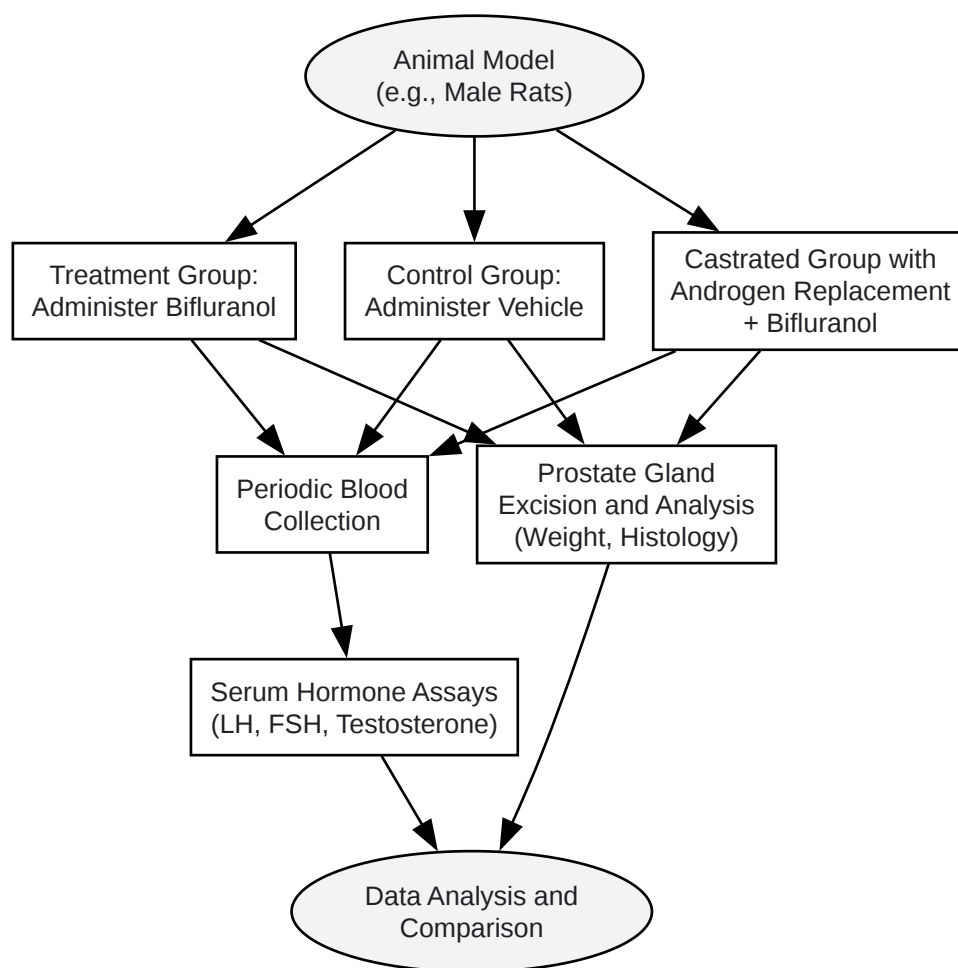 Animal Model
(e.g., Male Rats)
Treatment Group:
Administer Bifluranol
Control Group:
Administer Vehicle
Castrated Group with
Androgen Replacement
+ Bifluranol
Periodic Blood
Collection
Prostate Gland
Excision and Analysis
(Weight, Histology)
Serum Hormone Assays
(LH, FSH, Testosterone)
Data Analysis and
Comparison